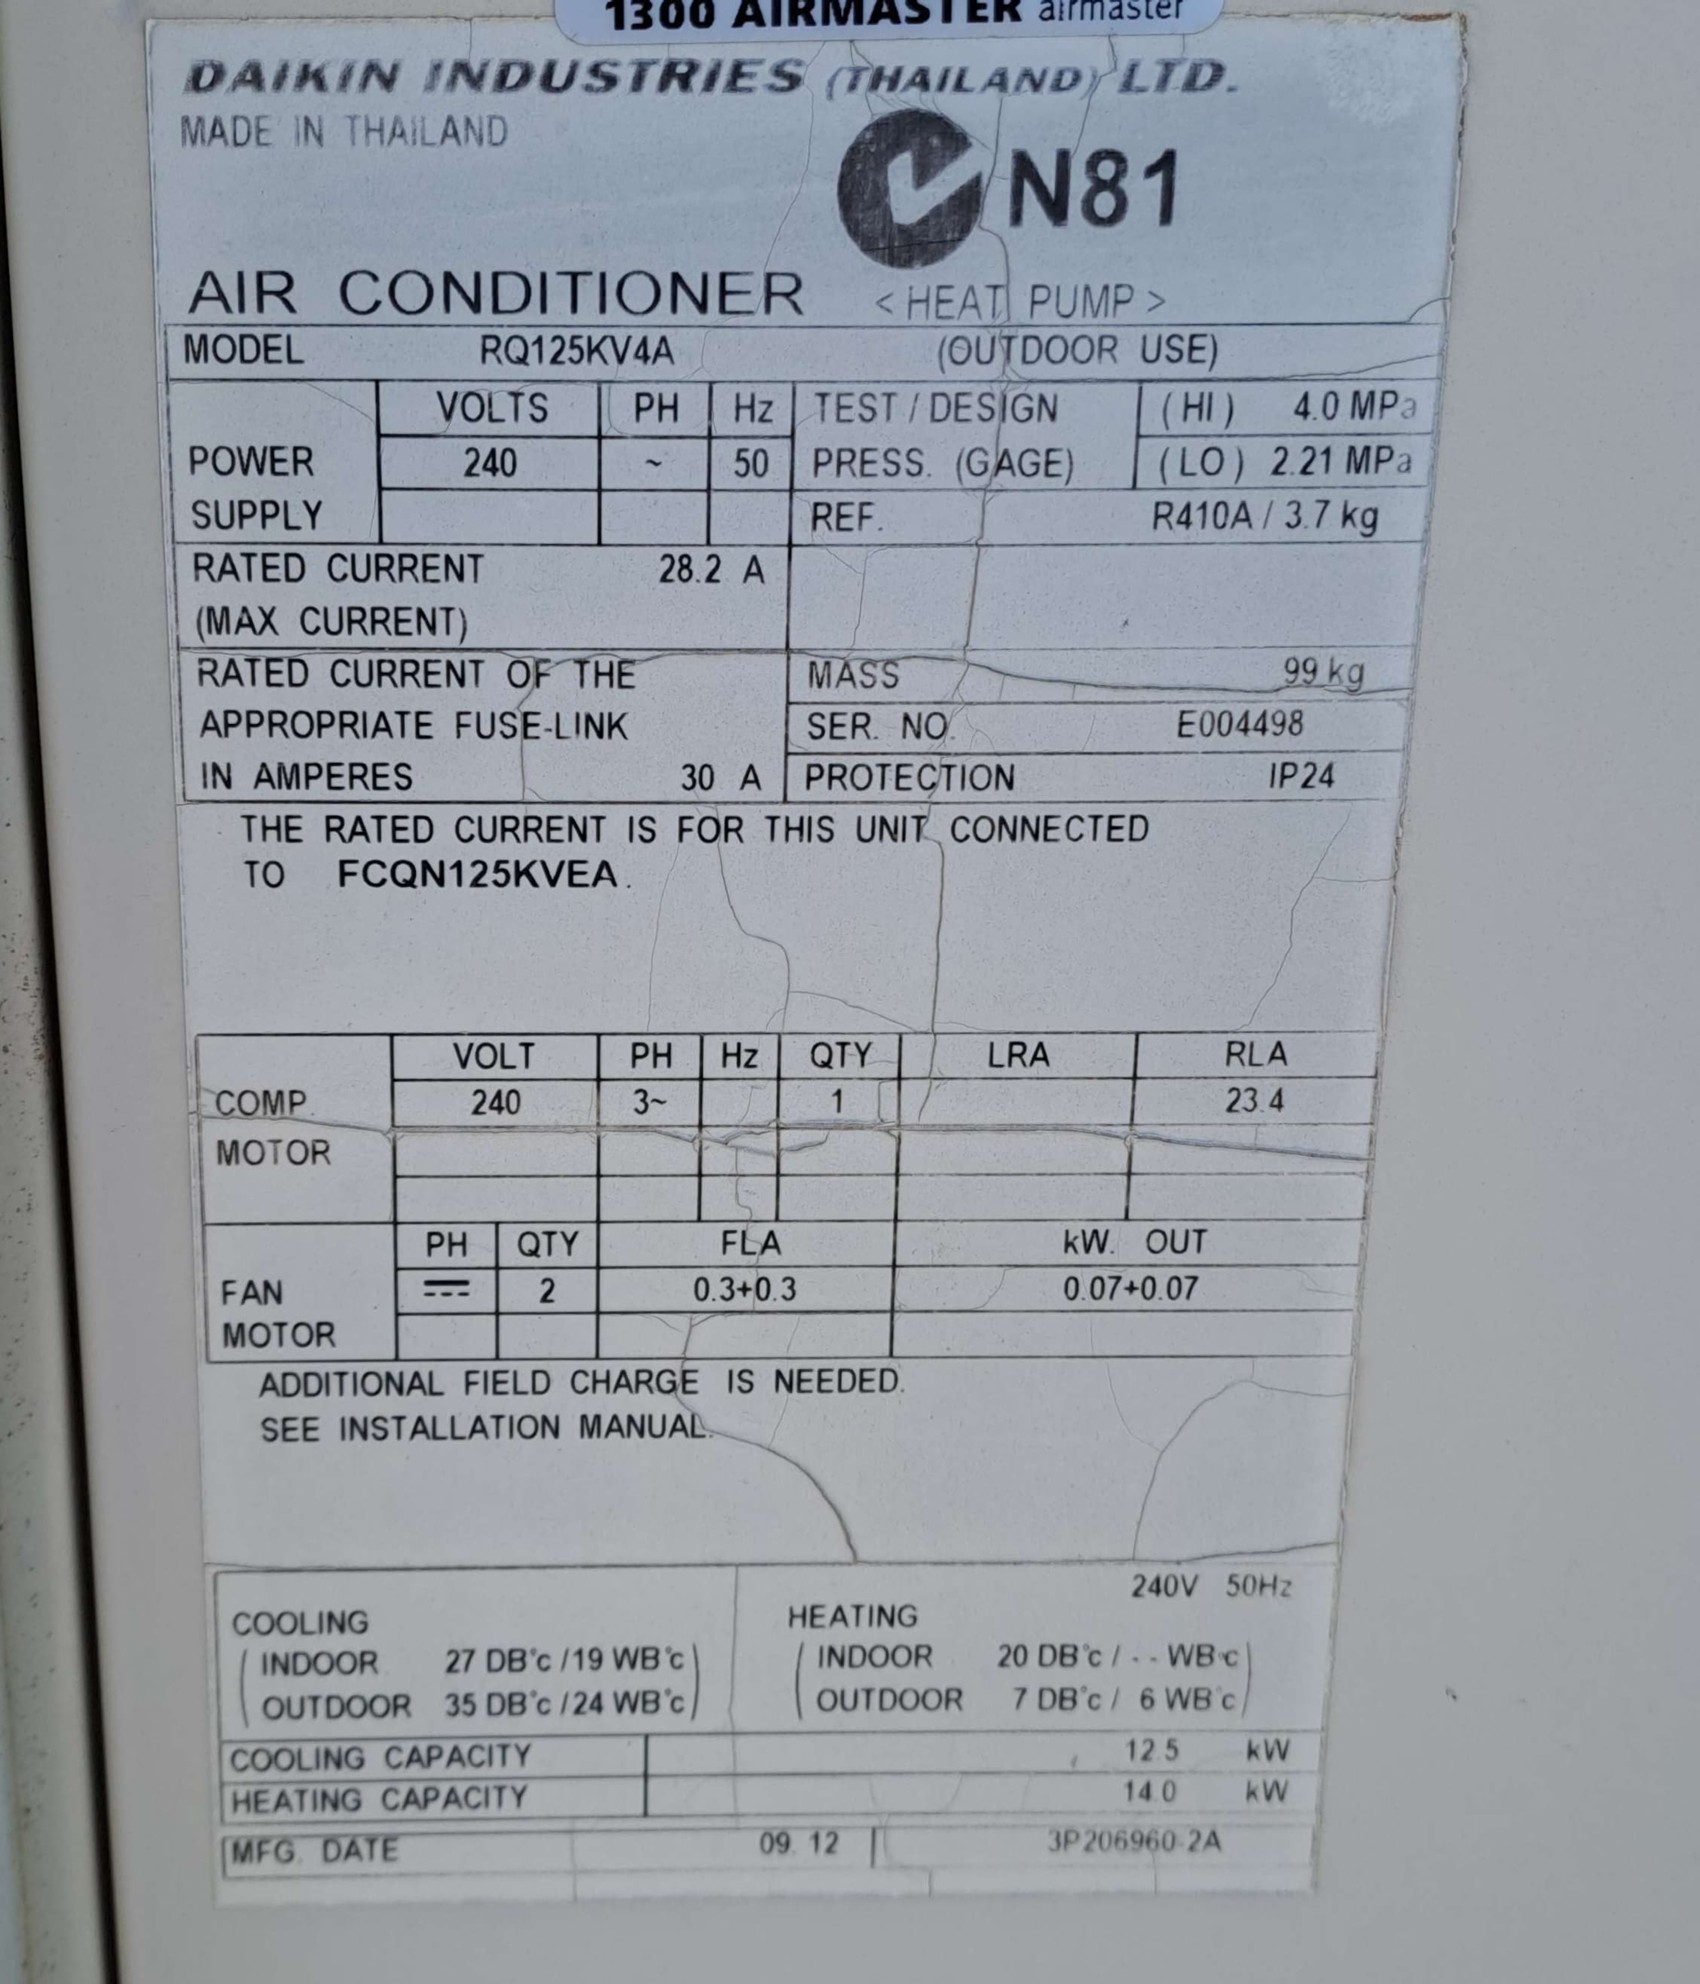 1300 AIRMASTER airmaster
DAIKIN INDUSTRIES (THAILAND) LTD.
MADE IN THAILAND
N81
AIR CONDITIONER <HEAT PUMP>
MODEL RQ125KV4A (OUTDOOR USE)
VOLTS PH Hz TEST / DESIGN (HI) 4.0 MPa
POWER 240 ~ 50 PRESS. (GAGE) (LO) 2.21 MPa
SUPPLY REF. R410A / 3.7 kg
RATED CURRENT 28.2 A
(MAX CURRENT)
RATED CURRENT OF THE MASS 99 kg
APPROPRIATE FUSE-LINK SER. NO. E004498
IN AMPERES 30 A PROTECTION IP24
THE RATED CURRENT IS FOR THIS UNIT CONNECTED
TO FCQN125KVEA.
VOLT PH Hz QTY LRA RLA
COMP. 240 3~ 1 23.4
MOTOR
PH QTY FLA kW. OUT
FAN 2 0.3+0.3 0.07+0.07
MOTOR
ADDITIONAL FIELD CHARGE IS NEEDED.
SEE INSTALLATION MANUAL.
240V 50Hz
COOLING HEATING
INDOOR 27 DB°c /19 WB°c INDOOR 20 DB°c / - - WB°c
OUTDOOR 35 DB°c /24 WB°c OUTDOOR 7 DB°c / 6 WB°c
COOLING CAPACITY 12.5 kW
HEATING CAPACITY 14.0 kW
MFG. DATE 09. 12 3P206960-2A